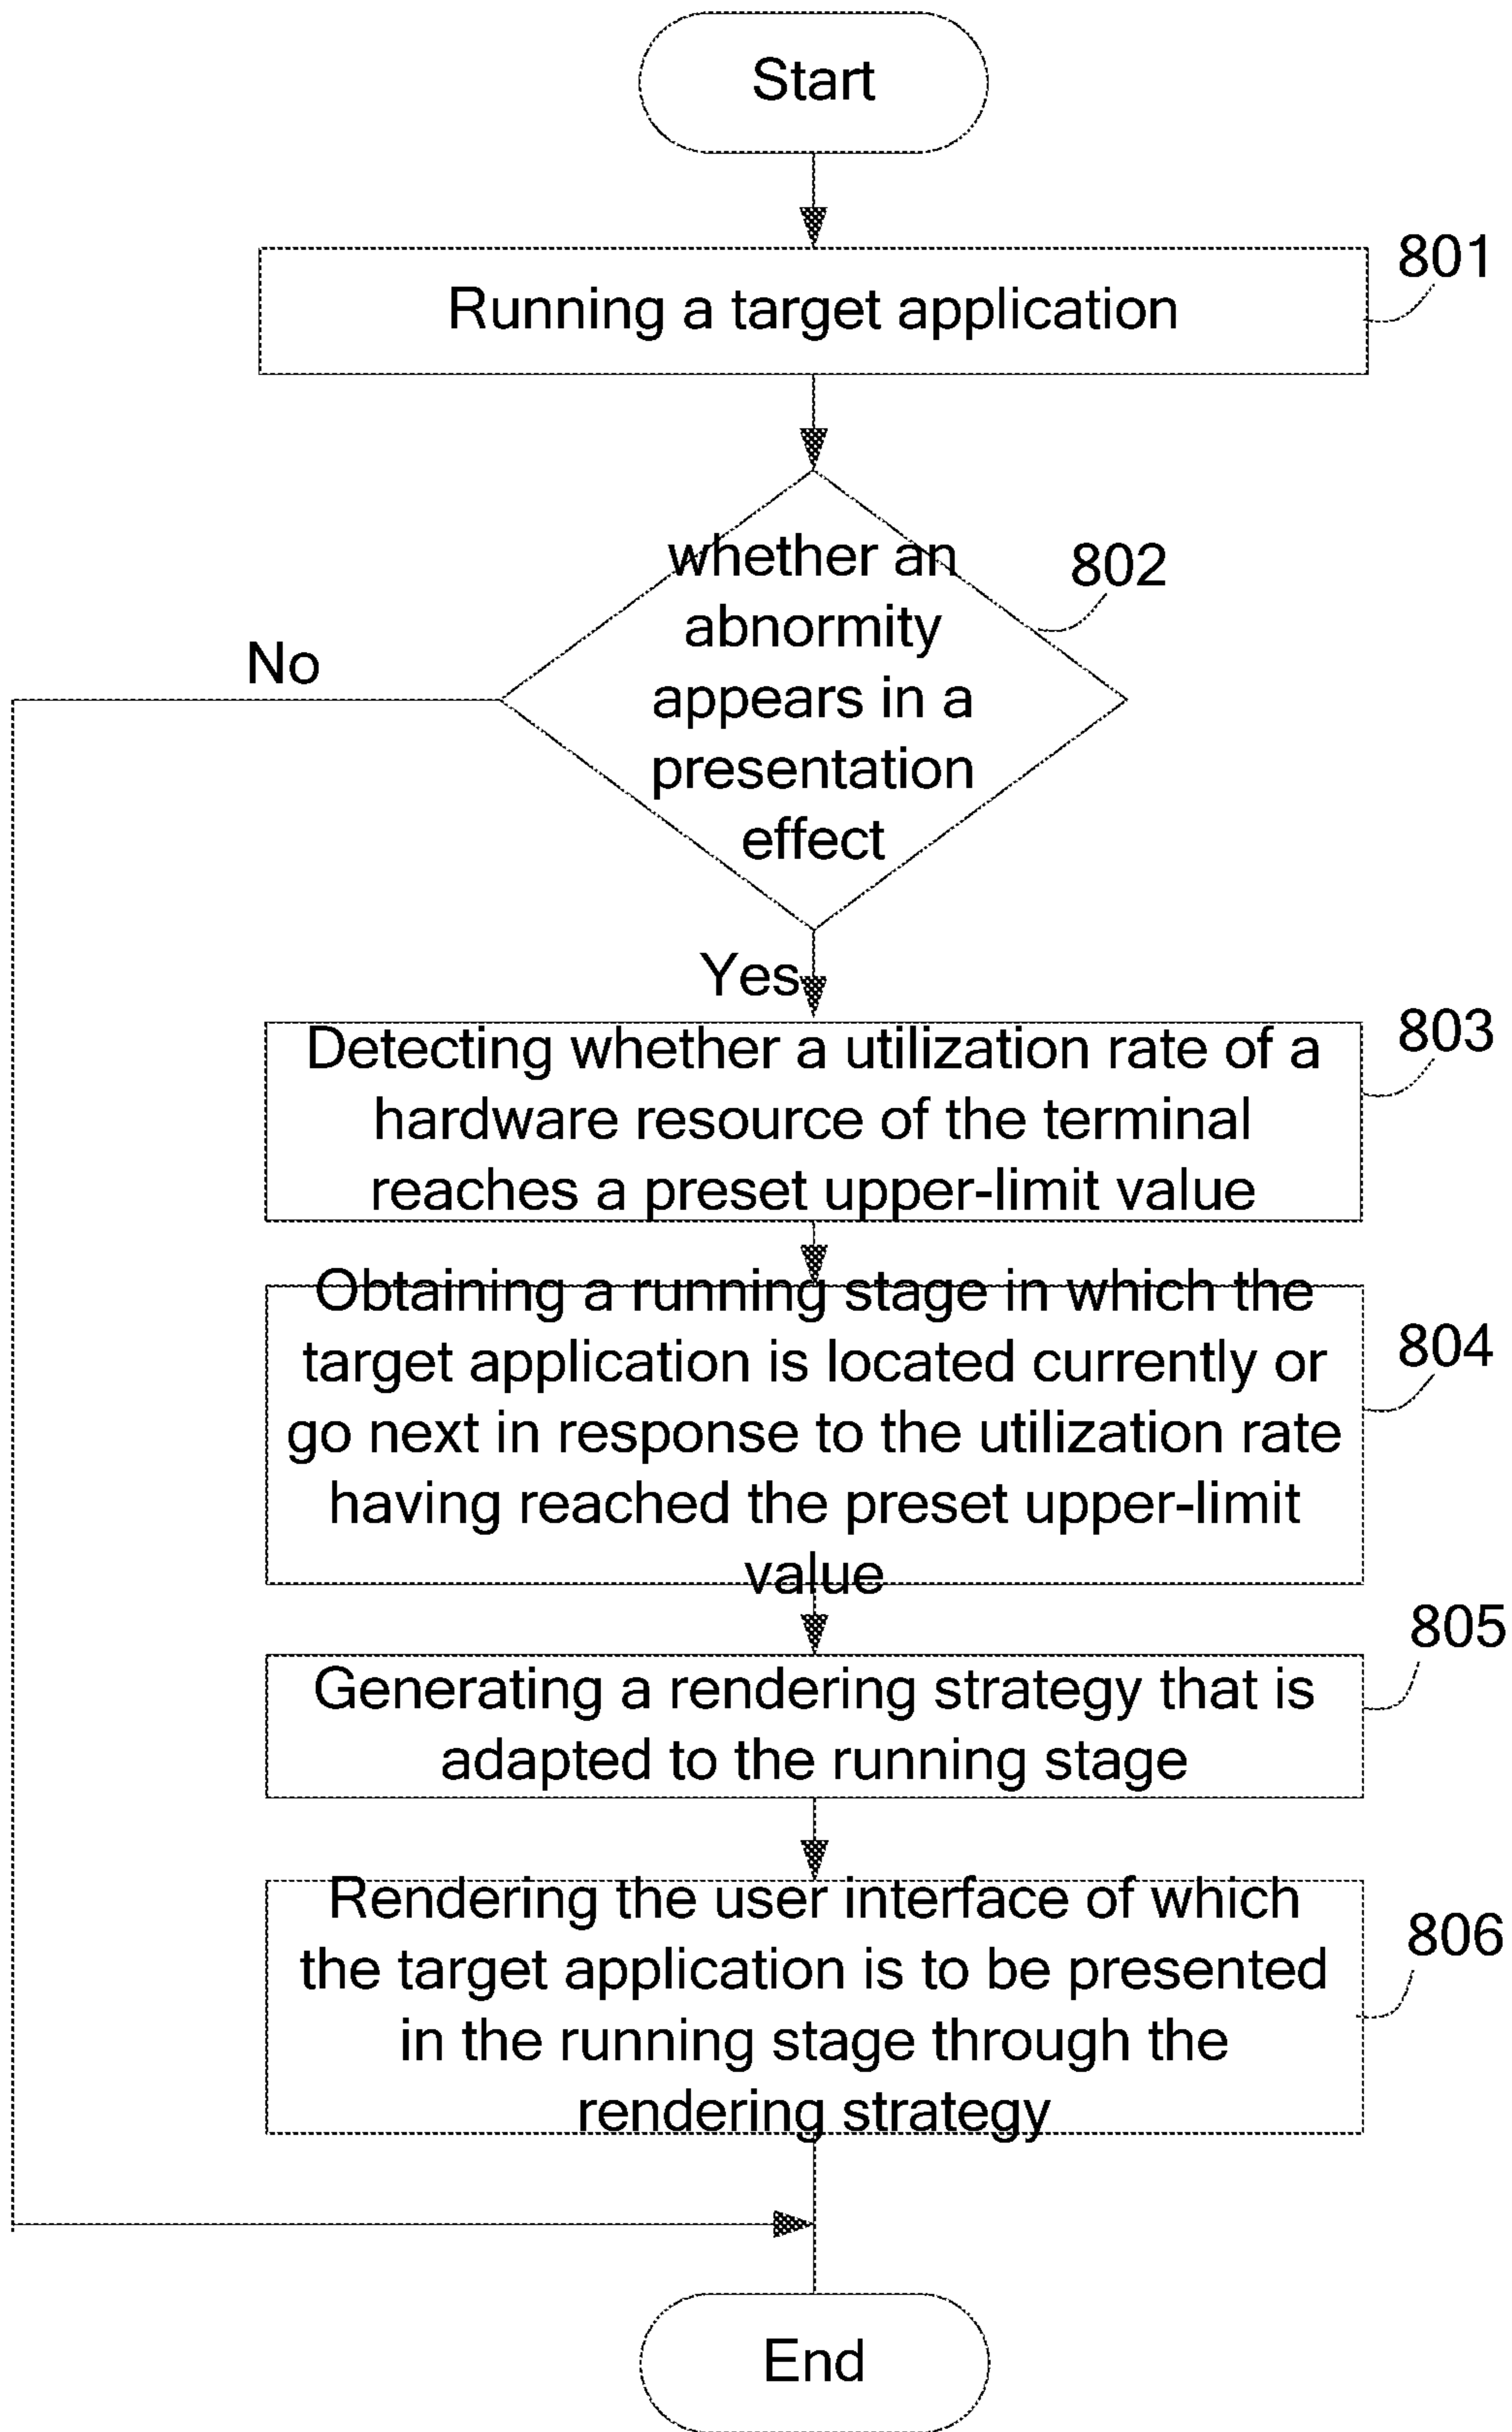 Start
Running a target application
801
whether an
abnormity
appears in a
presentation
effect
802
No
Yes
Detecting whether a utilization rate of a
hardware resource of the terminal
reaches a preset upper-limit value
803
Obtaining a running stage in which the
target application is located currently or
go next in response to the utilization rate
having reached the preset upper-limit
value
804
Generating a rendering strategy that is
adapted to the running stage
805
Rendering the user interface of which
the target application is to be presented
in the running stage through the
rendering strategy
806
End